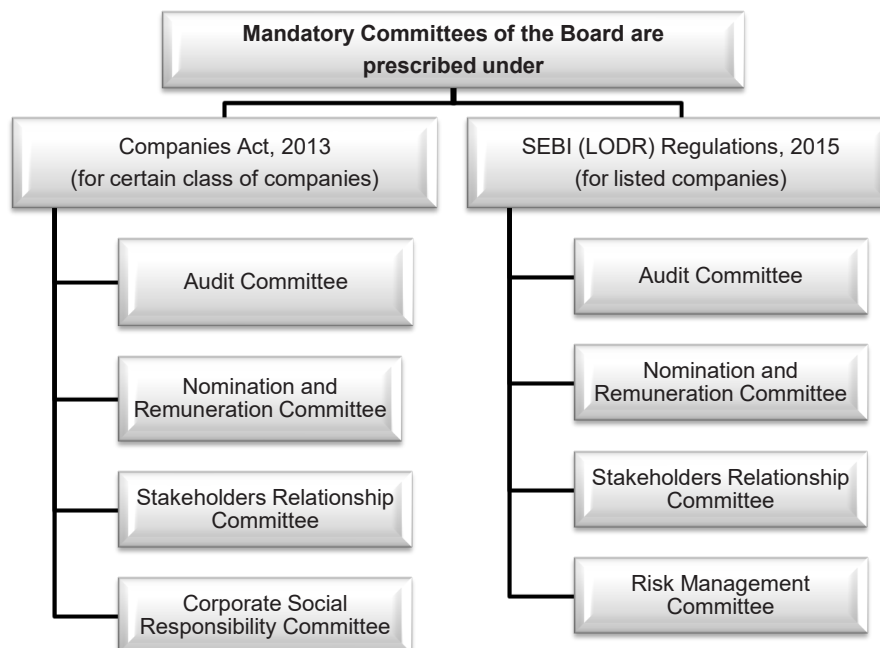 Mandatory Committees of the Board are
prescribed under
Companies Act, 2013
(for certain class of companies)
Audit Committee
Nomination and
Remuneration Committee
Stakeholders Relationship
Committee
Corporate Social
Responsibility Committee
SEBI (LODR) Regulations, 2015
(for listed companies)
Audit Committee
Nomination and
Remuneration Committee
Stakeholders Relationship
Committee
Risk Management
Committee